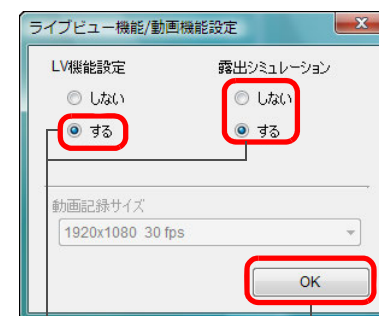 ライブビュー機能/動画機能設定
LV機能設定 露出シミュレーション
しない しない
する する
動画記録サイズ
1920x1080 30 fps
OK